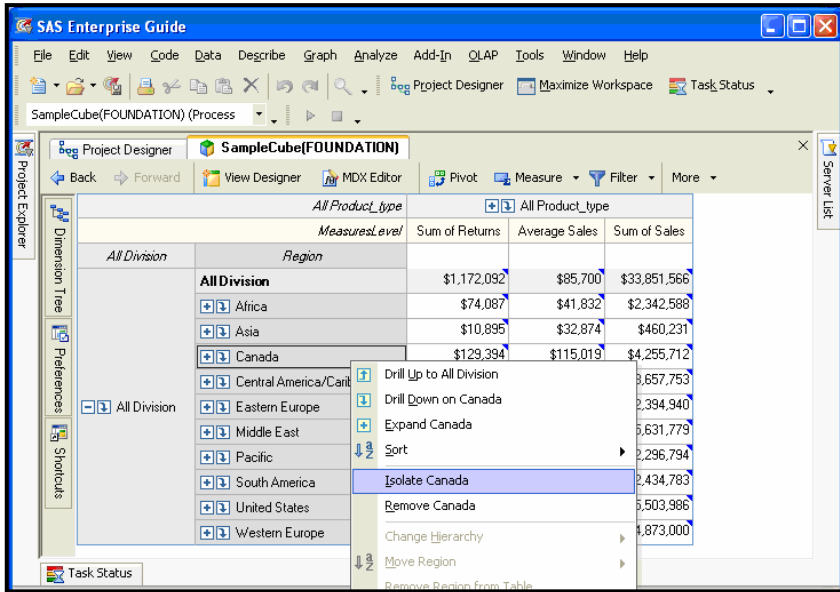 SAS Enterprise Guide
File Edit View Code Data Describe Graph Analyze Add-In OLAP Tools Window Help
Project Designer Maximize Workspace Task Status
SampleCube(FOUNDATION) (Process
Project Designer SampleCube(FOUNDATION)
Back Forward View Designer MDX Editor Pivot Measure Filter More
Project Explorer
Server List
Dimension Tree
Preferences
Shortcuts
All Product_type All Product_type
MeasuresLevel Sum of Returns Average Sales Sum of Sales
All Division Region
All Division $1,172,092 $85,700 $33,851,566
Africa $74,087 $41,832 $2,342,588
Asia $10,895 $32,874 $460,231
Canada $129,394 $115,019 $4,255,712
Central America/Carib 3,657,753
All Division Eastern Europe 2,394,940
Middle East 5,631,779
Pacific 2,296,794
South America 2,434,783
United States 5,503,986
Western Europe 4,873,000
Drill Up to All Division
Drill Down on Canada
Expand Canada
Sort
Isolate Canada
Remove Canada
Change Hierarchy
Move Region
Remove Region from Table
Task Status